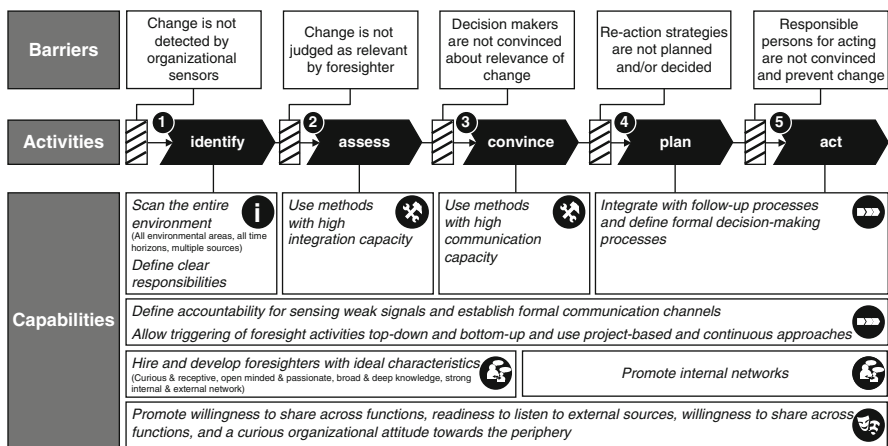 Barriers
Change is not
detected by
organizational
sensors
Change is not
judged as relevant
by foresighter
Decision makers
are not convinced
about relevance of
change
Re-action strategies
are not planned
and/or decided
Responsible
persons for acting
are not convinced
and prevent change
Activities
1
identify
2
assess
3
convince
4
plan
5
act
Capabilities
Scan the entire
environment
(All environmental areas, all time
horizons, multiple sources)
Define clear
responsibilities
i
Use methods
with high
integration capacity
Use methods
with high
communication
capacity
Integrate with follow-up processes
and define formal decision-making
processes
Define accountability for sensing weak signals and establish formal communication channels
Allow triggering of foresight activities top-down and bottom-up and use project-based and continuous approaches
Hire and develop foresighters with ideal characteristics
(Curious & receptive, open minded & passionate, broad & deep knowledge, strong
internal & external network)
Promote internal networks
Promote willingness to share across functions, readiness to listen to external sources, willingness to share across
functions, and a curious organizational attitude towards the periphery